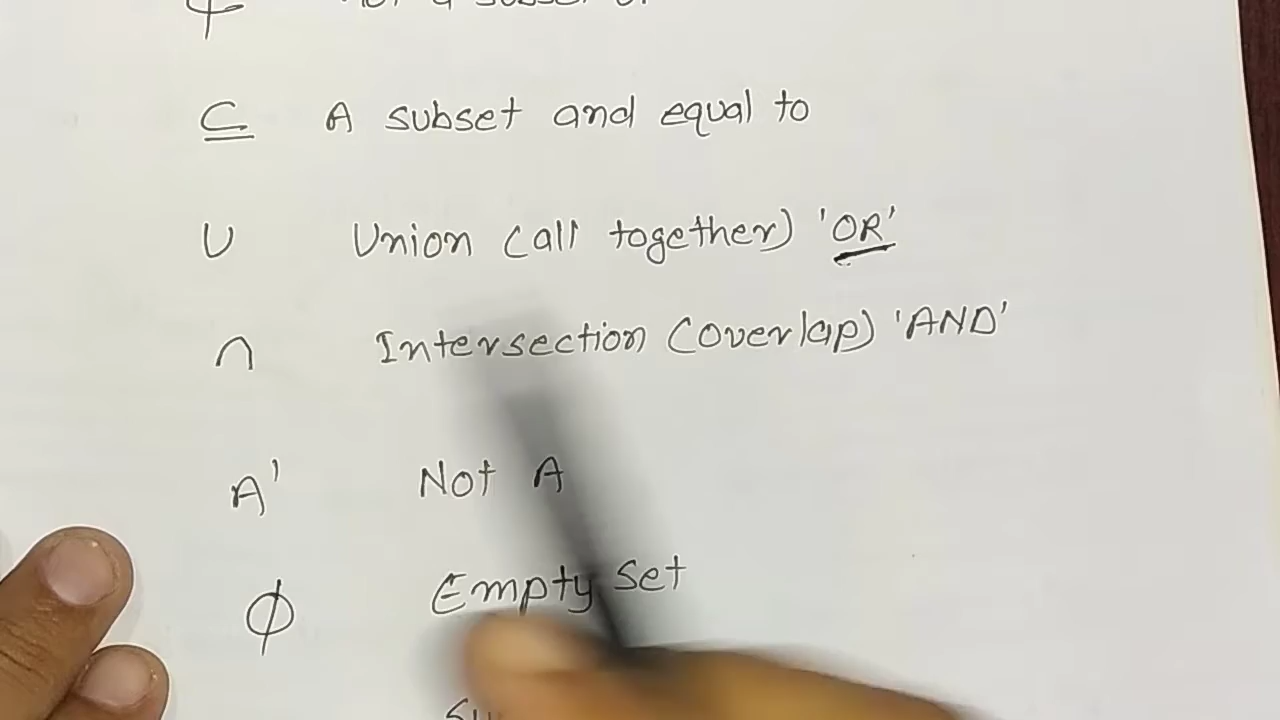 ⊆ A subset and equal to
∪ Union (all together) 'OR'
∩ Intersection (overlap) 'AND'
A' Not A
φ Empty set